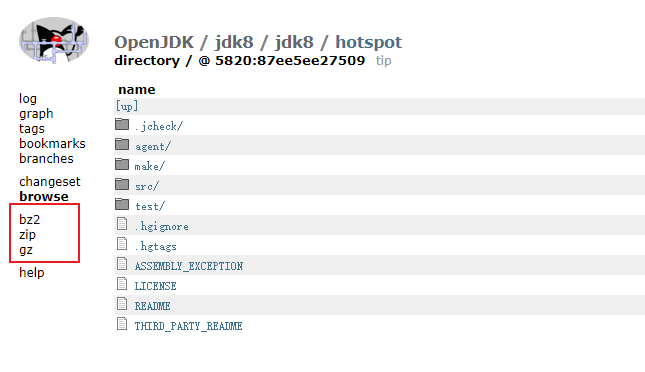 OpenJDK / jdk8 / jdk8 / hotspot
directory / @ 5820:87ee5ee27509 tip
log
graph
tags
bookmarks
branches
changeset
browse
bz2
zip
gz
help
name
[up]
.jcheck/
agent/
make/
src/
test/
.hgignore
.hgtags
ASSEMBLY_EXCEPTION
LICENSE
README
THIRD_PARTY_README